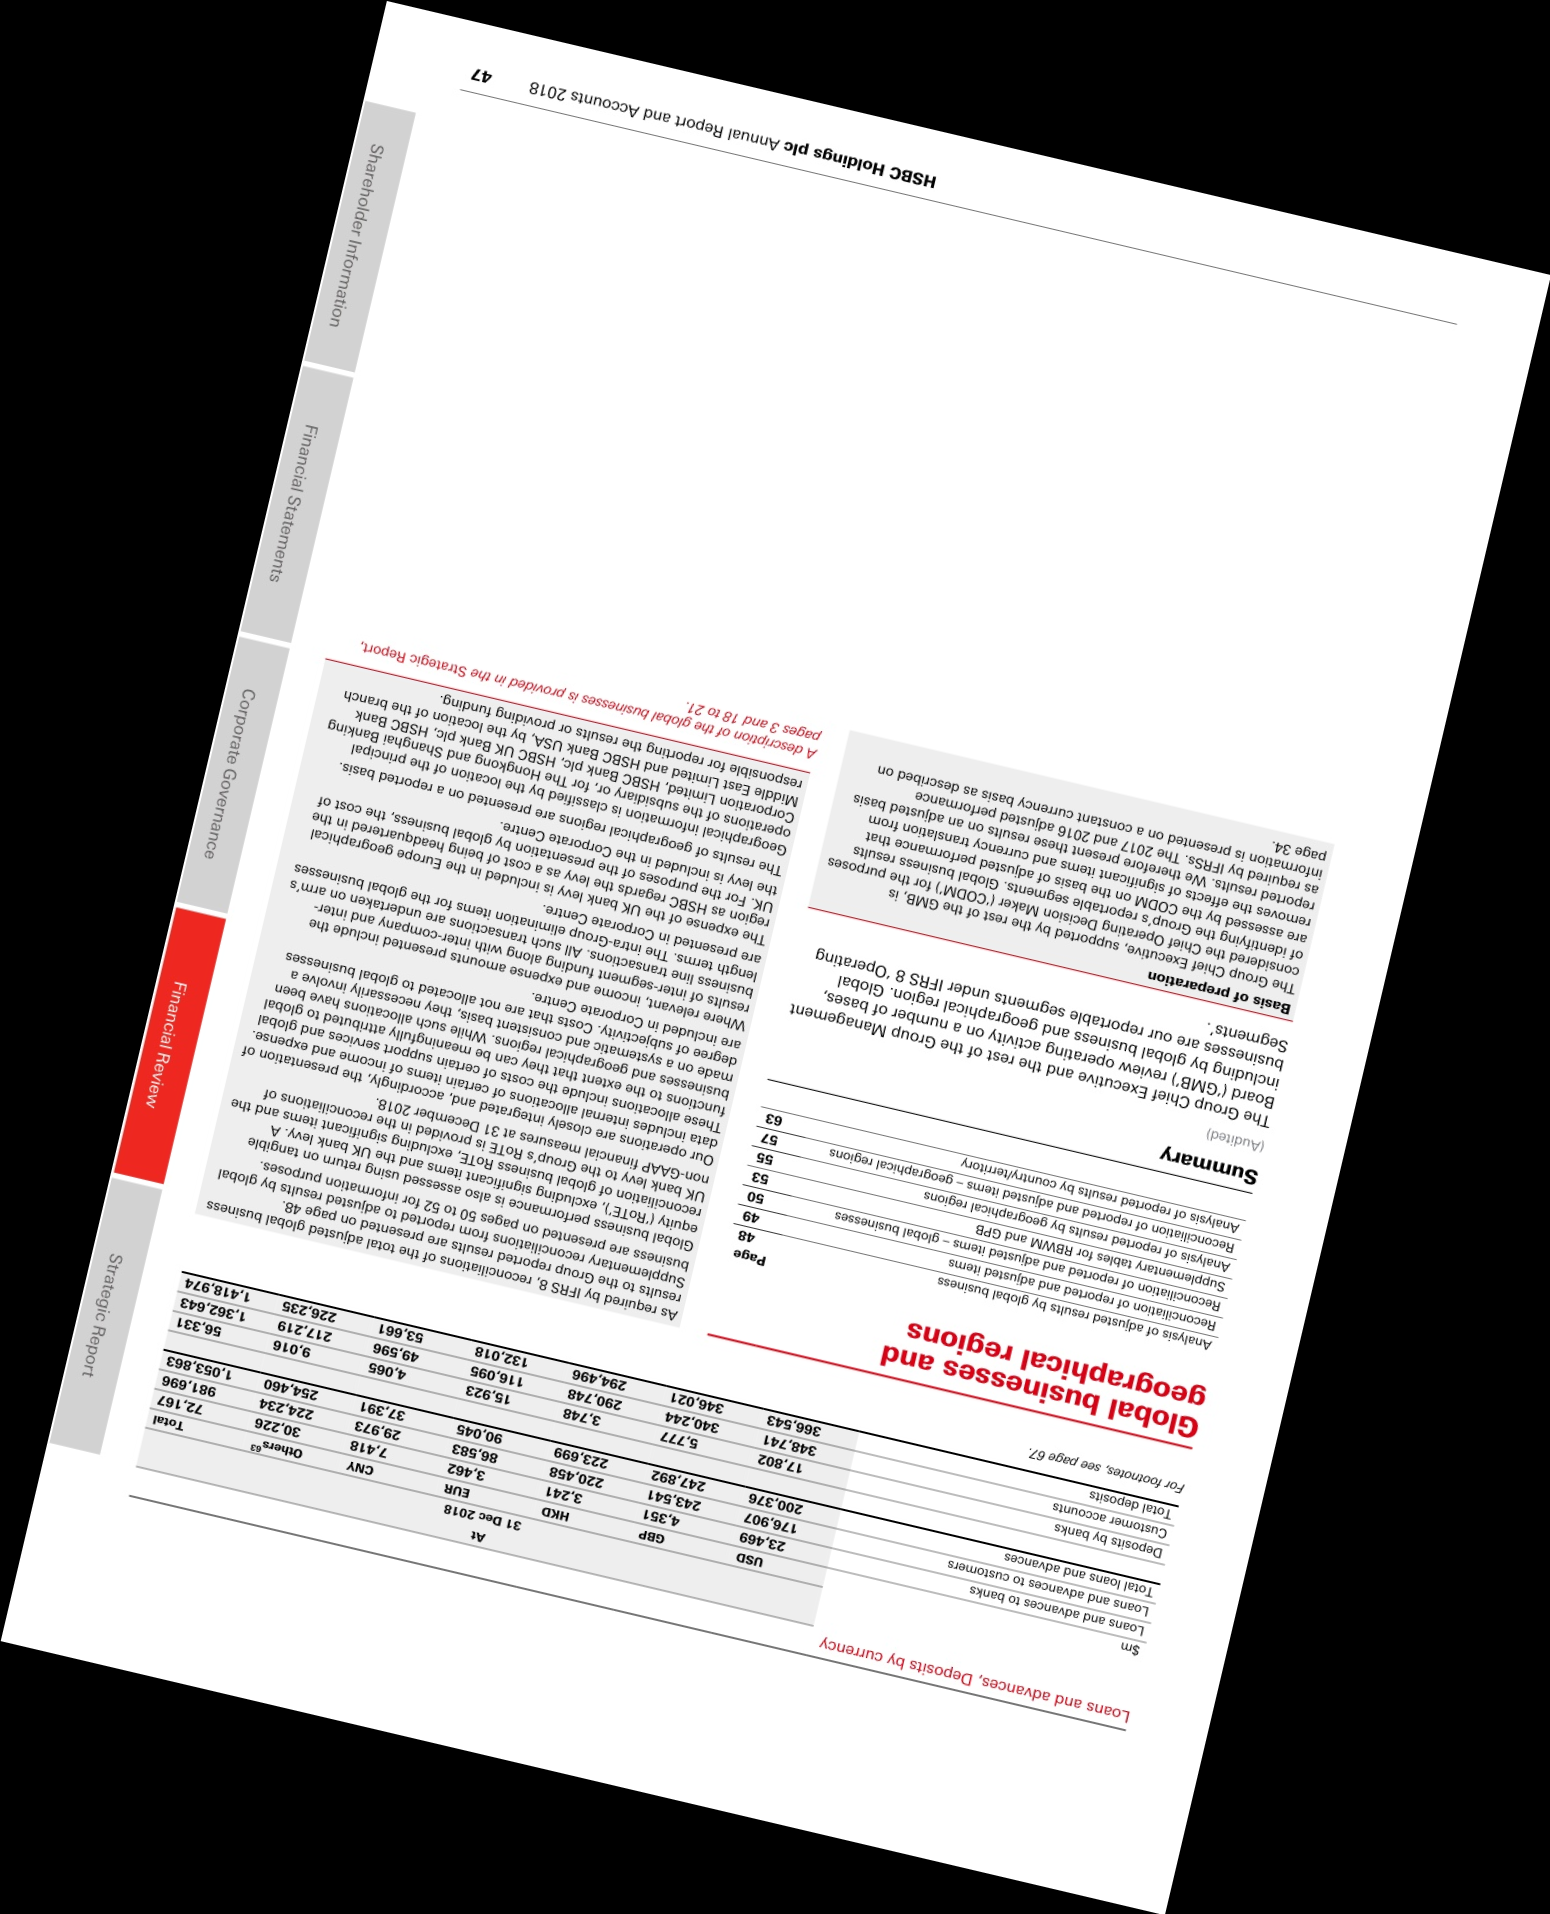 Loans and advances, Deposits by currency
At
31 Dec 2018
$m USD GBP HKD EUR CNY Others63 Total
Loans and advances to banks 23,469 4,351 3,241 3,462 7,418 30,226 72,167
Loans and advances to customers 176,907 243,541 220,458 86,583 29,973 224,234 981,696
Total loans and advances 200,376 247,892 223,699 90,045 37,391 254,460 1,053,863
Deposits by banks 17,802 5,777 3,748 15,923 4,065 9,016 56,331
Customer accounts 348,741 340,244 290,748 116,095 49,596 217,219 1,362,643
Total deposits 366,543 346,021 294,496 132,018 53,661 226,235 1,418,974
For footnotes, see page 67.
Global businesses and
geographical regions
Page
Analysis of adjusted results by global business 48
Reconciliation of reported and adjusted items 49
Reconciliation of reported and adjusted items – global businesses 50
Supplementary tables for RBWM and GPB 53
Analysis of reported results by geographical regions 55
Reconciliation of reported and adjusted items – geographical regions 57
Analysis of reported results by country/territory 63
Summary
(Audited)
The Group Chief Executive and the rest of the Group Management
Board (‘GMB’) review operating activity on a number of bases,
including by global business and geographical region. Global
businesses are our reportable segments under IFRS 8 ‘Operating
Segments’.
Basis of preparation
The Group Chief Executive, supported by the rest of the GMB, is
considered the Chief Operating Decision Maker (‘CODM’) for the purposes
of identifying the Group’s reportable segments. Global business results
are assessed by the CODM on the basis of adjusted performance that
removes the effects of significant items and currency translation from
reported results. We therefore present these results on an adjusted basis
as required by IFRSs. The 2017 and 2016 adjusted performance
information is presented on a constant currency basis as described on
page 34.
As required by IFRS 8, reconciliations of the total adjusted global business
results to the Group reported results are presented on page 48.
Supplementary reconciliations from reported to adjusted results by global
business are presented on pages 50 to 52 for information purposes.
Global business performance is also assessed using return on tangible
equity (‘RoTE’), excluding significant items and the UK bank levy. A
reconciliation of global business RoTE, excluding significant items and the
UK bank levy to the Group’s RoTE is provided in the reconciliations of
non-GAAP financial measures at 31 December 2018.
Our operations are closely integrated and, accordingly, the presentation of
data includes internal allocations of certain items of income and expense.
These allocations include the costs of certain support services and global
functions to the extent that they can be meaningfully attributed to global
businesses and geographical regions. While such allocations have been
made on a systematic and consistent basis, they necessarily involve a
degree of subjectivity. Costs that are not allocated to global businesses
are included in Corporate Centre.
Where relevant, income and expense amounts presented include the
results of inter-segment funding along with inter-company and inter-
business line transactions. All such transactions are undertaken on arm’s
length terms. The intra-Group elimination items for the global businesses
are presented in Corporate Centre.
The expense of the UK bank levy is included in the Europe geographical
region as HSBC regards the levy as a cost of being headquartered in the
UK. For the purposes of the presentation by global business, the cost of
the levy is included in the Corporate Centre.
The results of geographical regions are presented on a reported basis.
Geographical information is classified by the location of the principal
operations of the subsidiary or, for The Hongkong and Shanghai Banking
Corporation Limited, HSBC Bank plc, HSBC UK Bank plc, HSBC Bank
Middle East Limited and HSBC Bank USA, by the location of the branch
responsible for reporting the results or providing funding.
A description of the global businesses is provided in the Strategic Report,
pages 3 and 18 to 21.
Strategic Report
Financial Review
Corporate Governance
Financial Statements
Shareholder Information
HSBC Holdings plc Annual Report and Accounts 2018 47